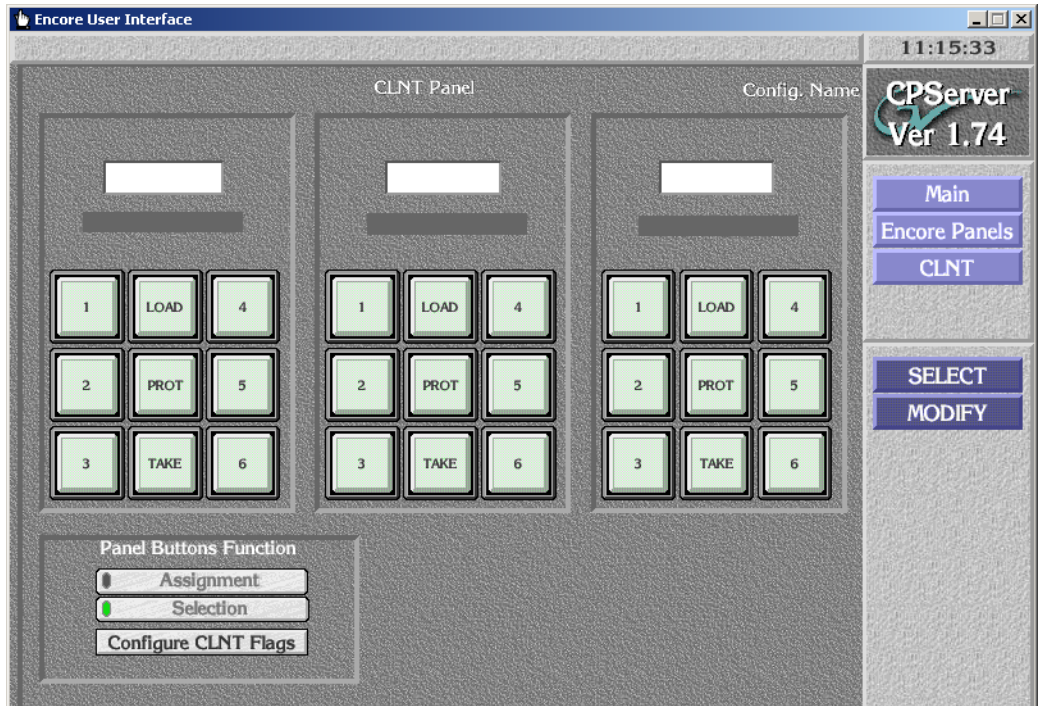 Encore User Interface
11:15:33
CLNT Panel
Config. Name
CPServer
Ver 1.74
Main
Encore Panels
CLNT
SELECT
MODIFY
1 LOAD 4
2 PROT 5
3 TAKE 6
1 LOAD 4
2 PROT 5
3 TAKE 6
1 LOAD 4
2 PROT 5
3 TAKE 6
Panel Buttons Function
Assignment
Selection
Configure CLNT Flags